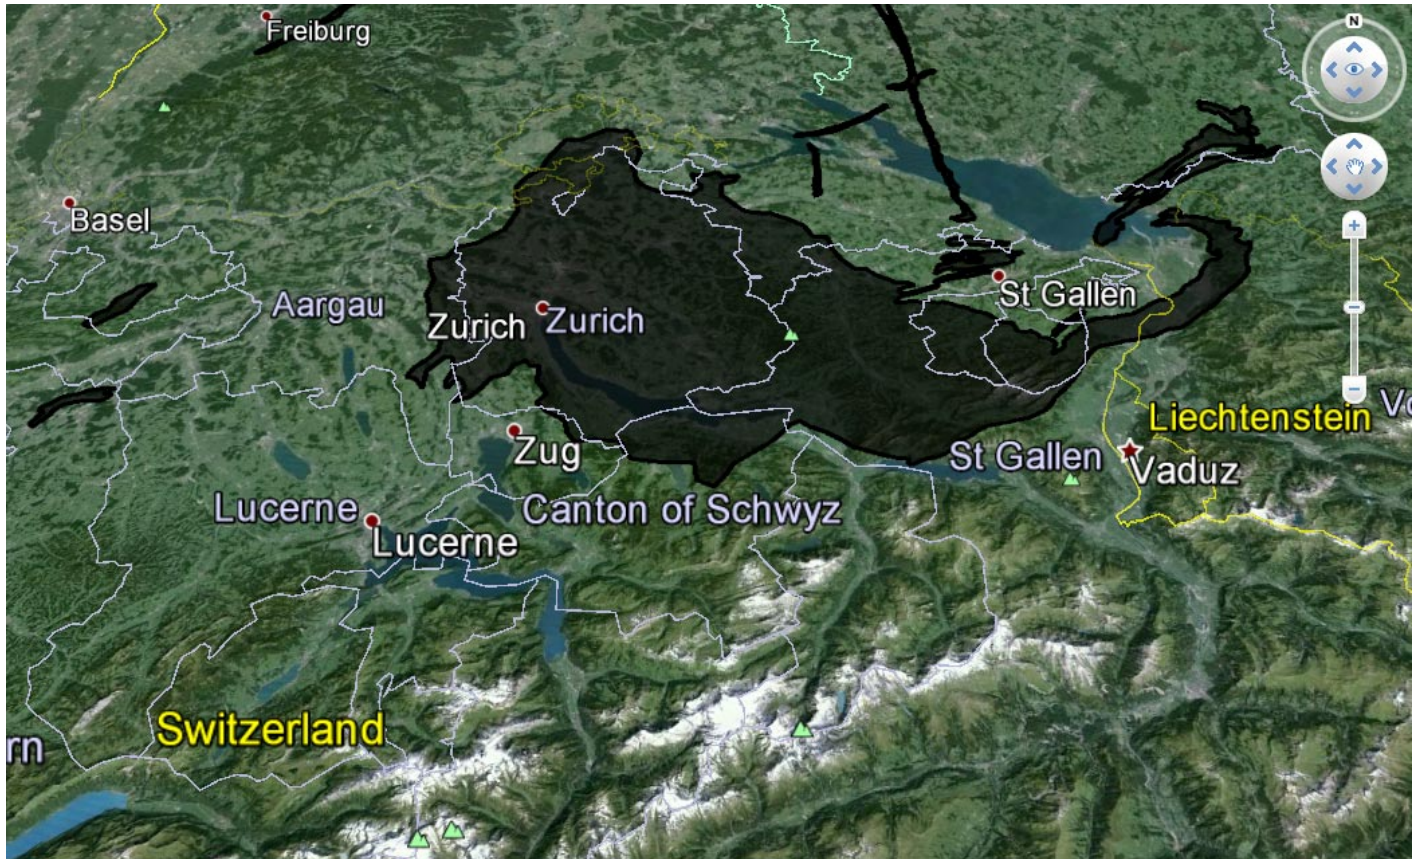 Freiburg
N
Basel
Aargau
St Gallen
Zurich
Zurich
Liechtenstein
Zug
St Gallen
Vaduz
Lucerne
Canton of Schwyz
Lucerne
Switzerland